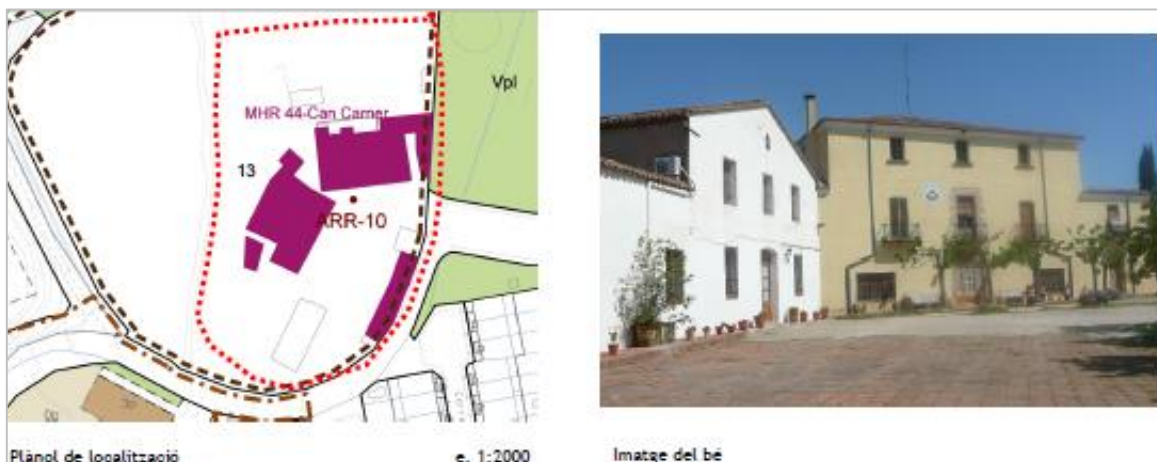 Vpl
MHR 44-Can Carner
13
ARR-10
Plànol de localització
e. 1:2000
Imatge del bé